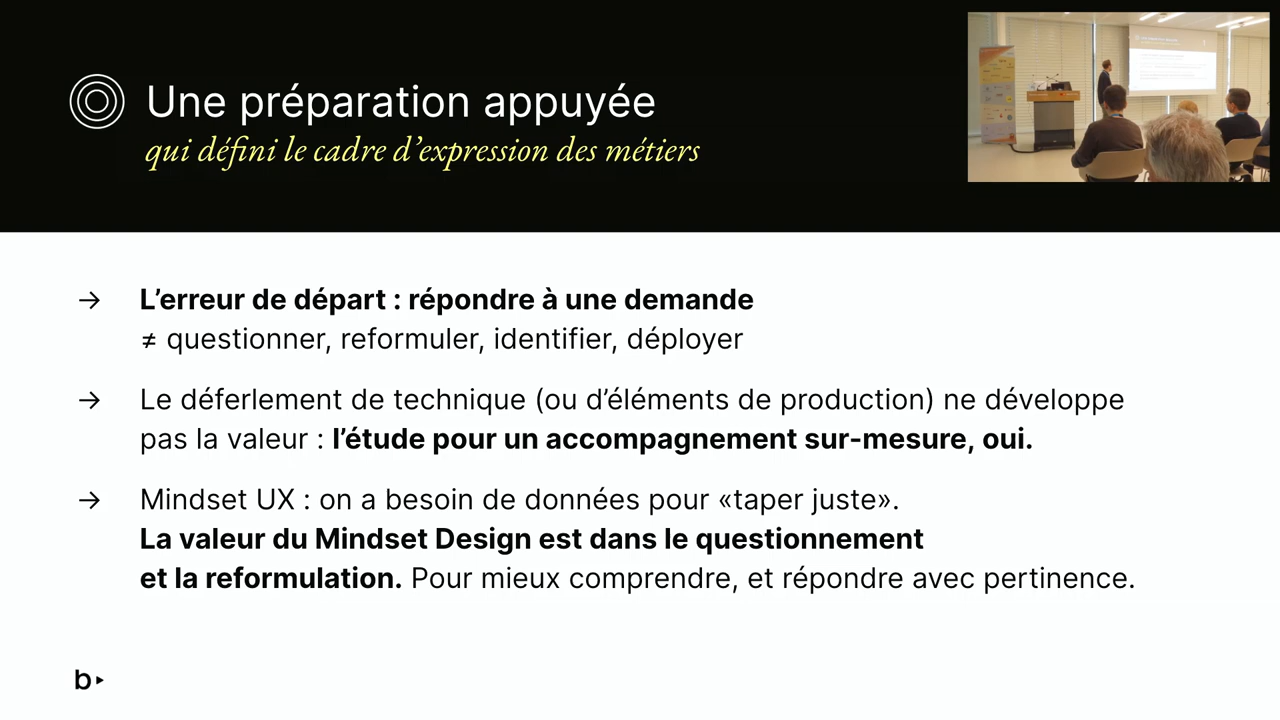 Une préparation appuyée
qui défini le cadre d’expression des métiers
→ L’erreur de départ : répondre à une demande
≠ questionner, reformuler, identifier, déployer
→ Le déferlement de technique (ou d’éléments de production) ne développe
pas la valeur : l’étude pour un accompagnement sur-mesure, oui.
→ Mindset UX : on a besoin de données pour «taper juste».
La valeur du Mindset Design est dans le questionnement
et la reformulation. Pour mieux comprendre, et répondre avec pertinence.
b▸